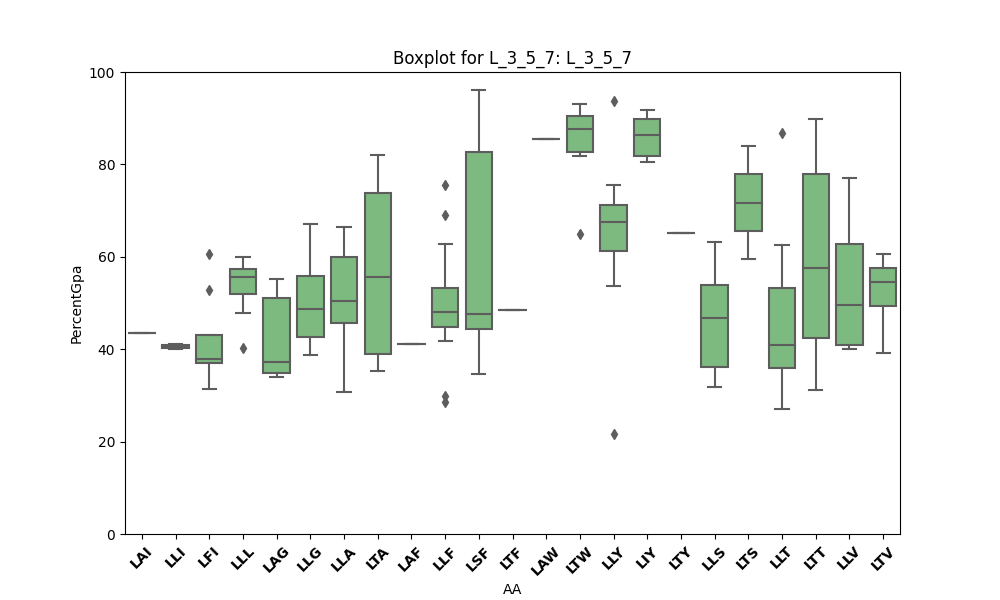 Boxplot for L_3_5_7: L_3_5_7
100
80
60
40
20
0
PercentGpa
LAI LLI LFI LLL LAG LLG LLA LTA LAF LLF LSF LTF LAW LTW LLY LIY LTY LLS LTS LLT LTT LLV LTV
AA